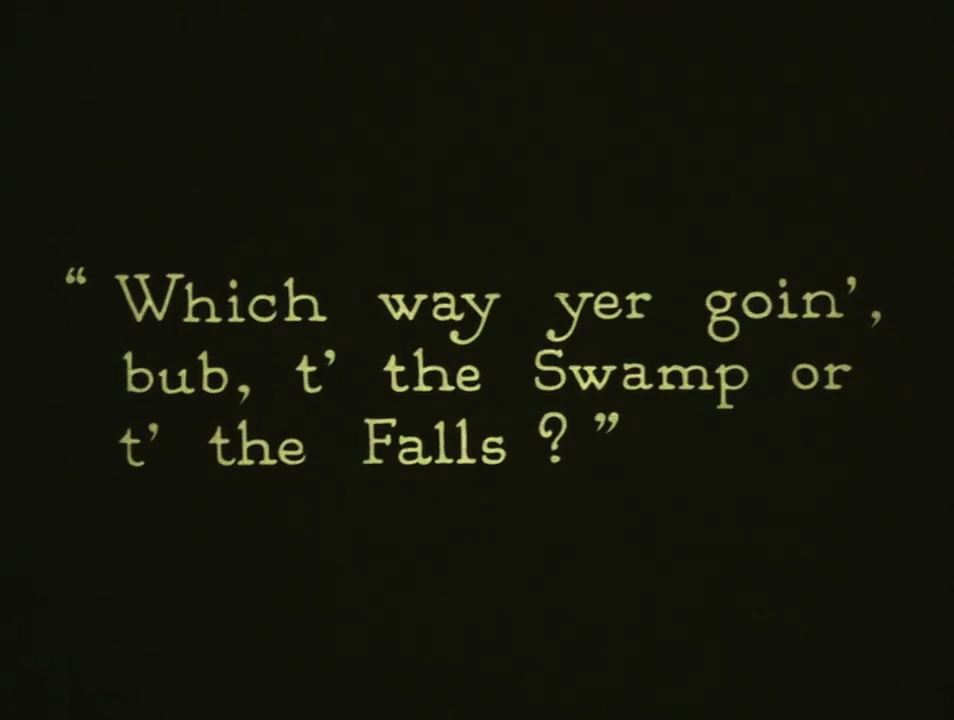 “ Which way yer goin’,
bub, t’ the Swamp or
t’ the Falls ? ”